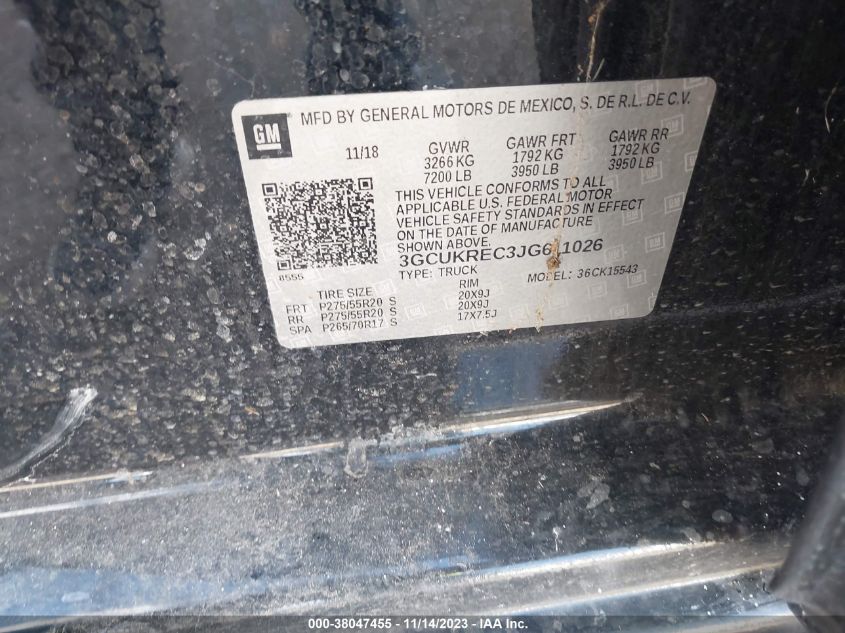 GM
MFD BY GENERAL MOTORS DE MEXICO, S. DE R.L. DE C.V.
11/18 GVWR GAWR FRT GAWR RR
3266 KG 1792 KG 1792 KG
7200 LB 3950 LB 3950 LB
THIS VEHICLE CONFORMS TO ALL
APPLICABLE U.S. FEDERAL MOTOR
VEHICLE SAFETY STANDARDS IN EFFECT
ON THE DATE OF MANUFACTURE
SHOWN ABOVE.
8555
TYPE: TRUCK MODEL: 36CK15543
TIRE SIZE RIM
FRT P275/55R20 S 20X9J
RR P275/55R20 S 20X9J
SPA P265/70R17 S 17X7.5J
000-38047455 - 11/14/2023 - IAA Inc.